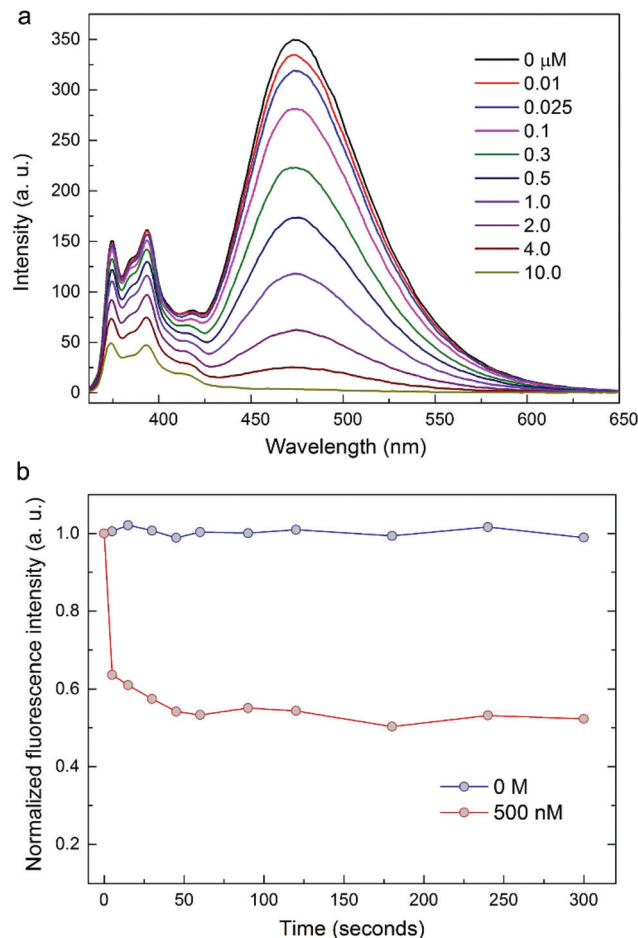 a
350
300
250
200
150
100
50
0
Intensity (a. u.)
0 μM
0.01
0.025
0.1
0.3
0.5
1.0
2.0
4.0
10.0
400 450 500 550 600 650
Wavelength (nm)
b
1.0
0.8
0.6
0.4
0.2
Normalized fluorescence intensity (a. u.)
0 M
500 nM
0 50 100 150 200 250 300
Time (seconds)